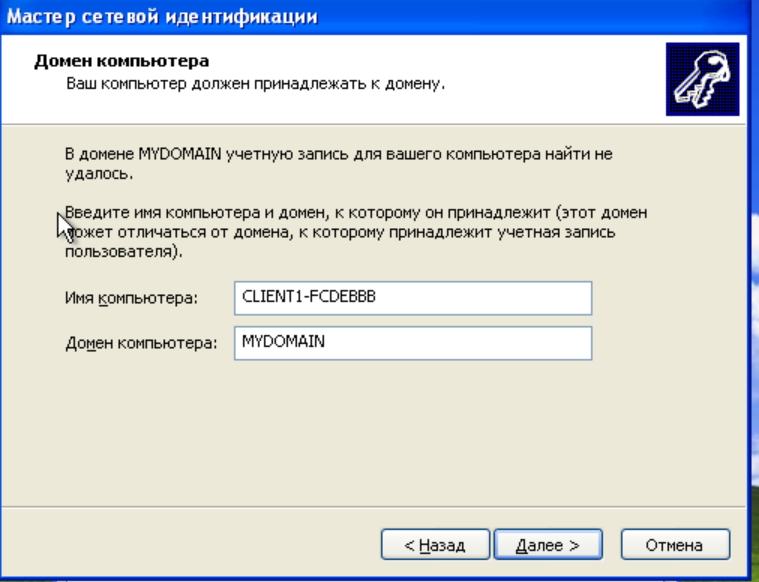 Мастер сетевой идентификации
Домен компьютера
Ваш компьютер должен принадлежать к домену.
В домене MYDOMAIN учетную запись для вашего компьютера найти не
удалось.
Введите имя компьютера и домен, к которому он принадлежит (этот домен
может отличаться от домена, к которому принадлежит учетная запись
пользователя).
Имя компьютера: CLIENT1-FCDEBBB
Домен компьютера: MYDOMAIN
< Назад Далее > Отмена